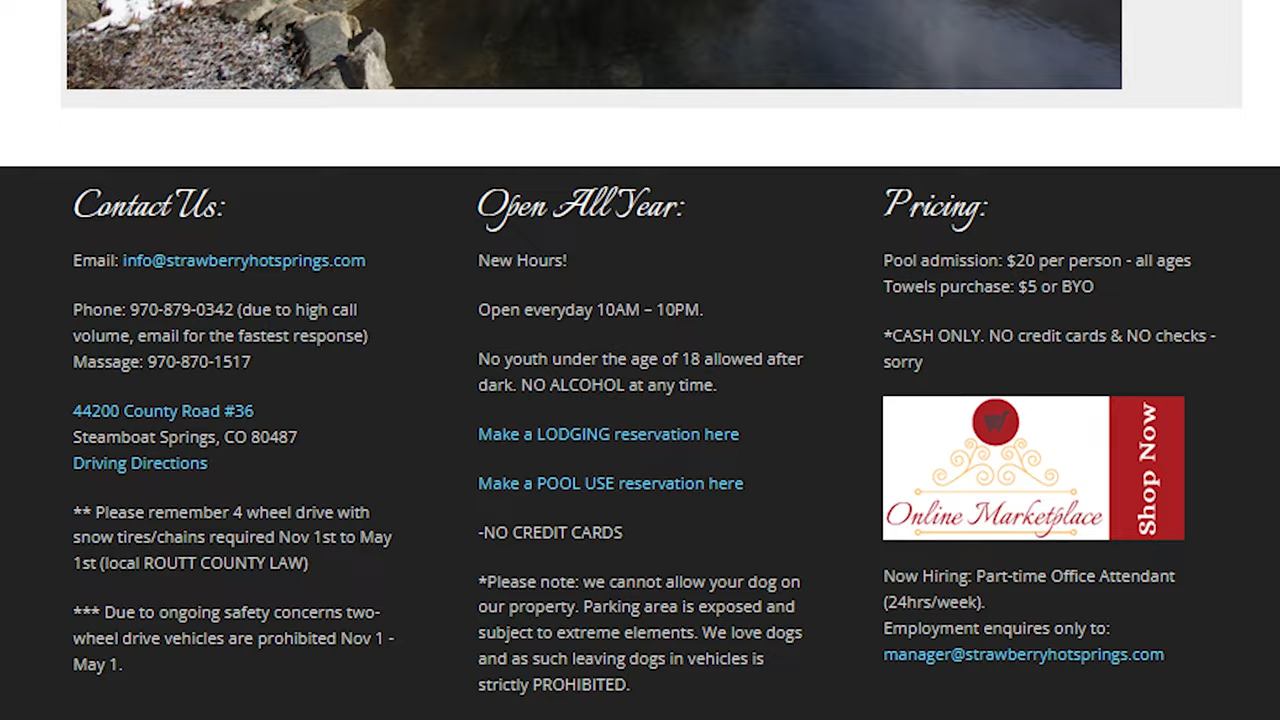 Contact Us:
Email: info@strawberryhotsprings.com
Phone: 970-879-0342 (due to high call
volume, email for the fastest response)
Massage: 970-870-1517
44200 County Road #36
Steamboat Springs, CO 80487
Driving Directions
** Please remember 4 wheel drive with
snow tires/chains required Nov 1st to May
1st (local ROUTT COUNTY LAW)
*** Due to ongoing safety concerns two-
wheel drive vehicles are prohibited Nov 1 -
May 1.
Open All Year:
New Hours!
Open everyday 10AM – 10PM.
No youth under the age of 18 allowed after
dark. NO ALCOHOL at any time.
Make a LODGING reservation here
Make a POOL USE reservation here
-NO CREDIT CARDS
*Please note: we cannot allow your dog on
our property. Parking area is exposed and
subject to extreme elements. We love dogs
and as such leaving dogs in vehicles is
strictly PROHIBITED.
Pricing:
Pool admission: $20 per person - all ages
Towels purchase: $5 or BYO
*CASH ONLY. NO credit cards & NO checks -
sorry
Online Marketplace
Shop Now
Now Hiring: Part-time Office Attendant
(24hrs/week).
Employment enquires only to:
manager@strawberryhotsprings.com